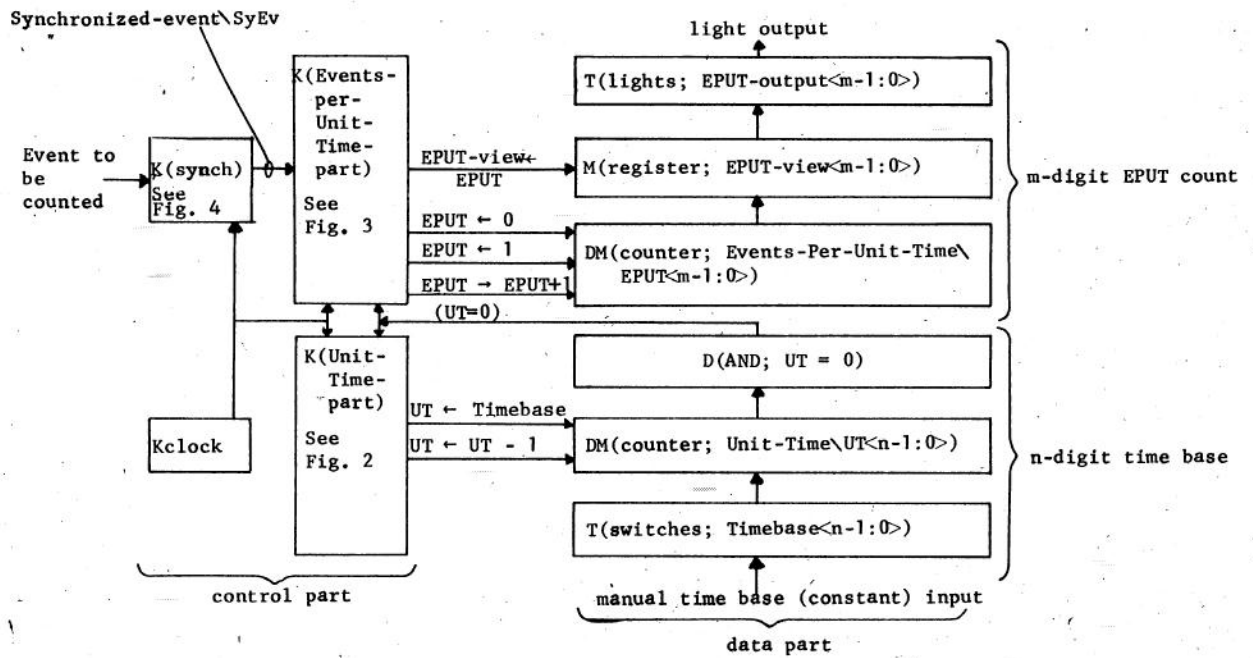 Synchronized-event\SyEv
light output
T(lights; EPUT-output<m-1:0>)
K(Events-
per-
Unit-
Time-
part)
See
Fig. 3
Event to
be
counted
K(synch)
See
Fig. 4
EPUT-view←
EPUT
M(register; EPUT-view<m-1:0>)
m-digit EPUT count
EPUT ← 0
EPUT ← 1
EPUT → EPUT+1
DM(counter; Events-Per-Unit-Time\
EPUT<m-1:0>)
(UT=0)
K(Unit-
Time-
part)
See
Fig. 2
D(AND; UT = 0)
Kclock
UT ← Timebase
UT ← UT - 1
DM(counter; Unit-Time\UT<n-1:0>)
n-digit time base
T(switches; Timebase<n-1:0>)
control part
manual time base (constant) input
data part